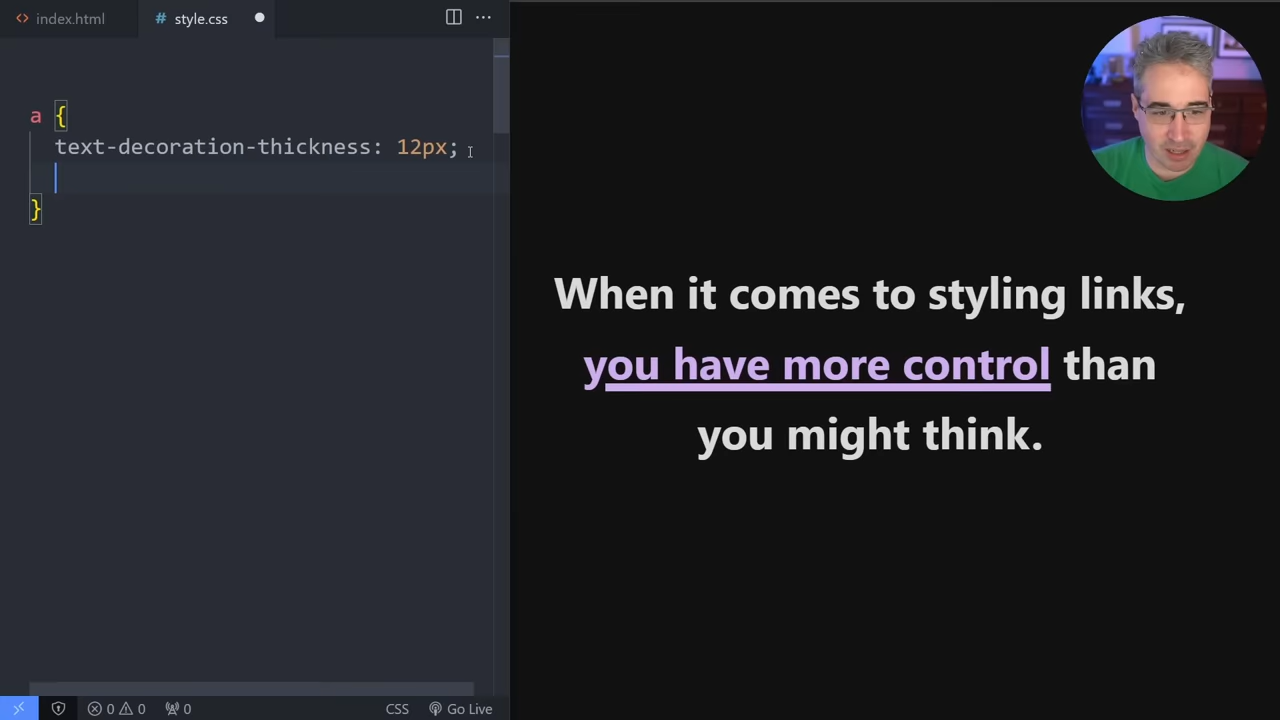 index.html
# style.css
a {
text-decoration-thickness: 12px;
}
When it comes to styling links,
you have more control than
you might think.
0 0 0
CSS
Go Live